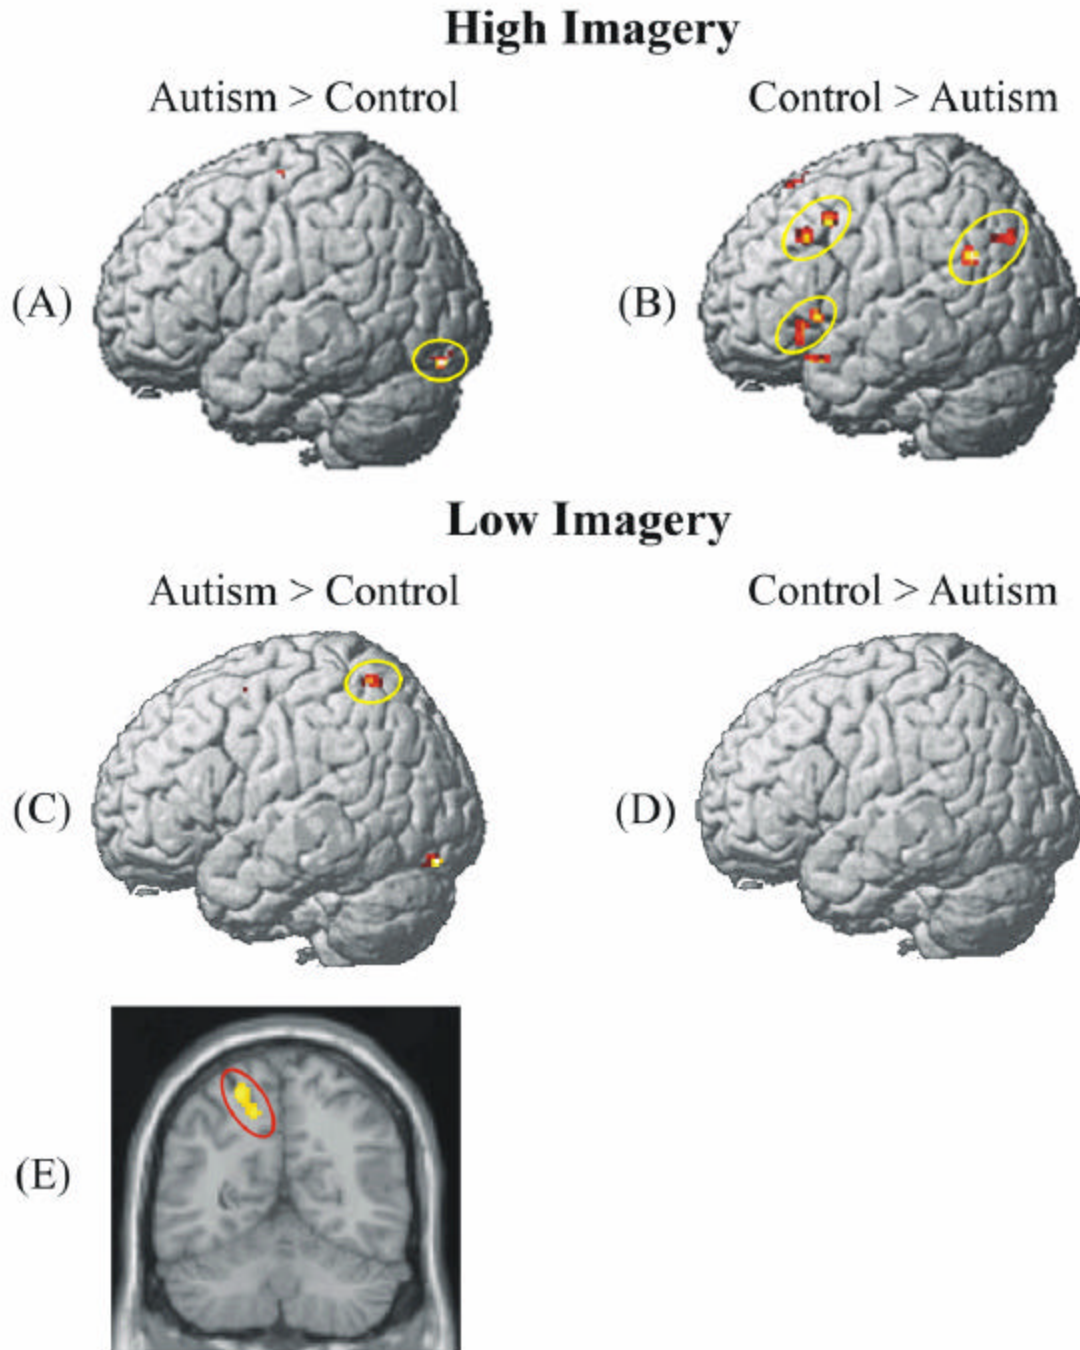 High Imagery
Autism > Control
Control > Autism
(A)
(B)
Low Imagery
Autism > Control
Control > Autism
(C)
(D)
(E)